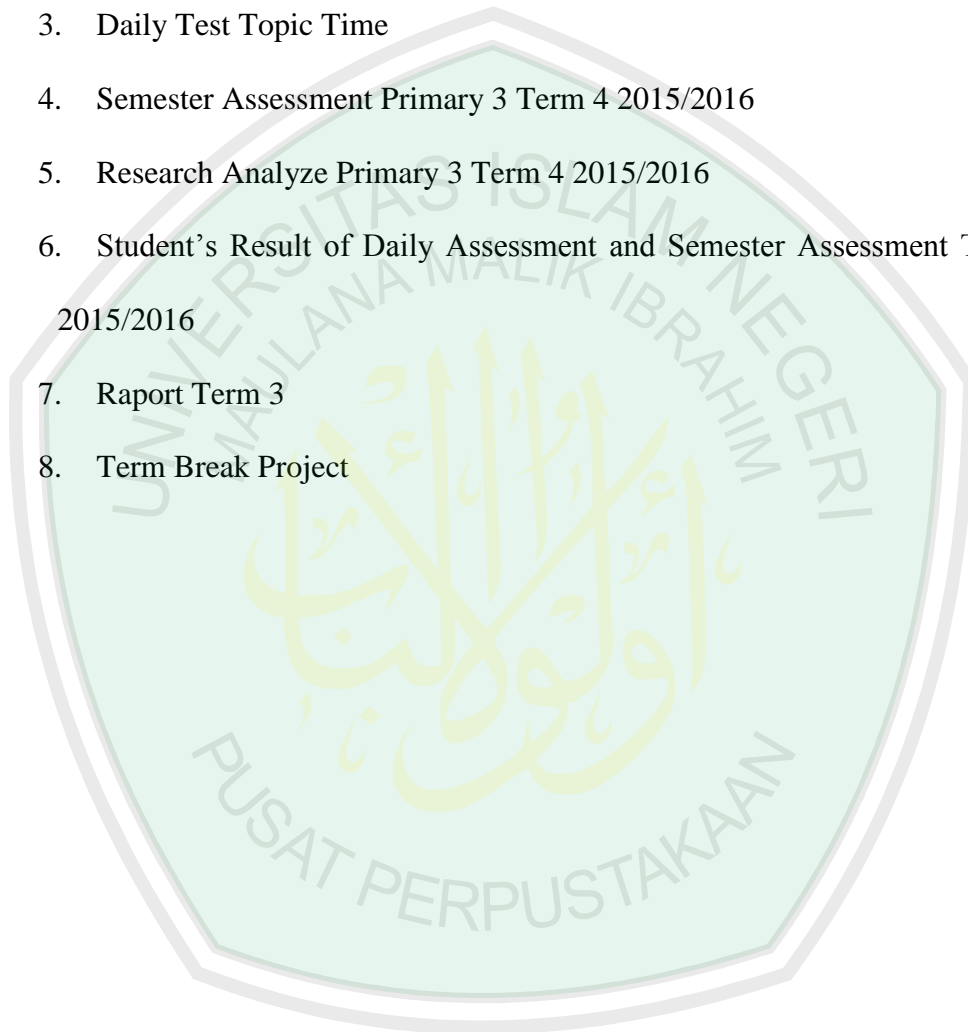 3. Daily Test Topic Time
4. Semester Assessment Primary 3 Term 4 2015/2016
5. Research Analyze Primary 3 Term 4 2015/2016
6. Student’s Result of Daily Assessment and Semester Assessment
2015/2016
7. Raport Term 3
8. Term Break Project
UNIVERSITAS ISLAM NEGERI
MAULANA MALIK IBRAHIM
أولوا الألباب
PUSAT PERPUSTAKAAN